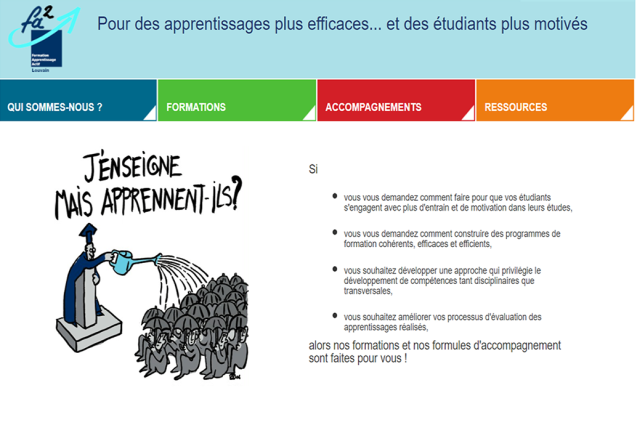 fa2
Formation
Apprentissage
Actif
Louvain
Pour des apprentissages plus efficaces... et des étudiants plus motivés
QUI SOMMES-NOUS ?
FORMATIONS
ACCOMPAGNEMENTS
RESSOURCES
J'ENSEIGNE
MAIS APPRENNENT-ILS?
Si
vous vous demandez comment faire pour que vos étudiants
s'engagent avec plus d'entrain et de motivation dans leurs études,
vous vous demandez comment construire des programmes de
formation cohérents, efficaces et efficients,
vous souhaitez développer une approche qui privilégie le
développement de compétences tant disciplinaires que
transversales,
vous souhaitez améliorer vos processus d'évaluation des
apprentissages réalisés,
alors nos formations et nos formules d'accompagnement
sont faites pour vous !